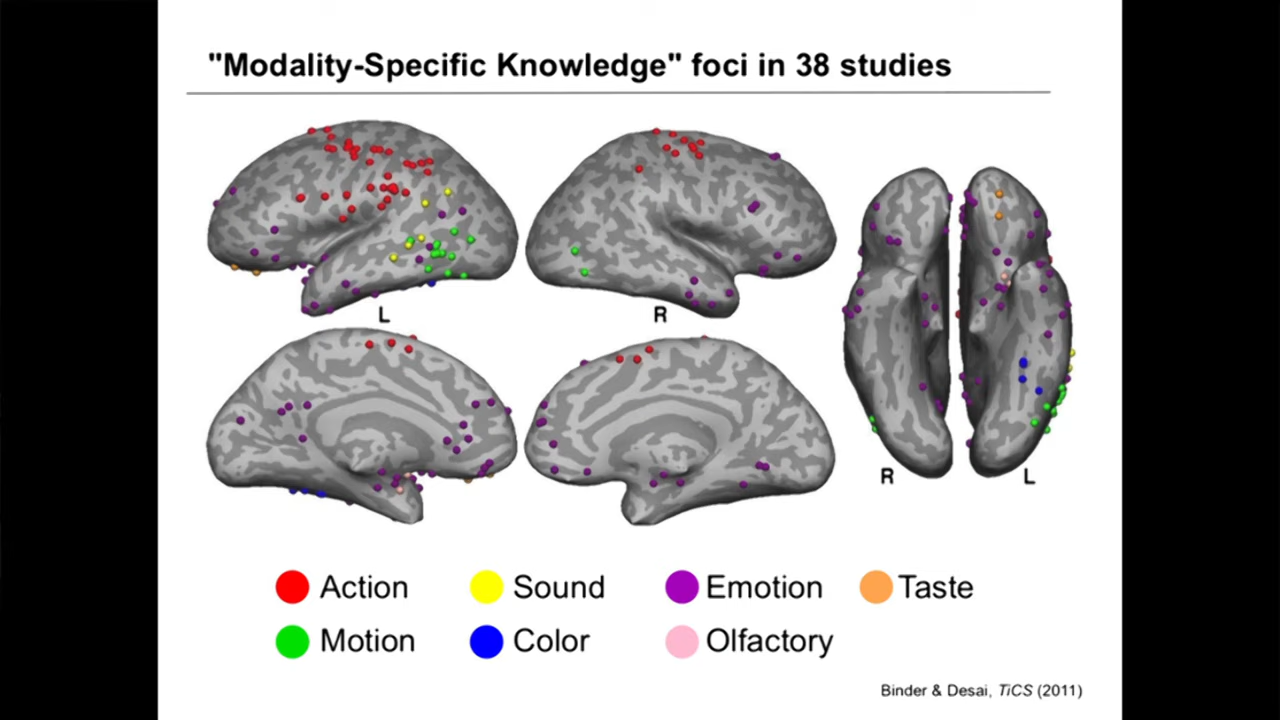 "Modality-Specific Knowledge" foci in 38 studies
L
R
R
L
Action
Sound
Emotion
Taste
Motion
Color
Olfactory
Binder & Desai, TiCS (2011)